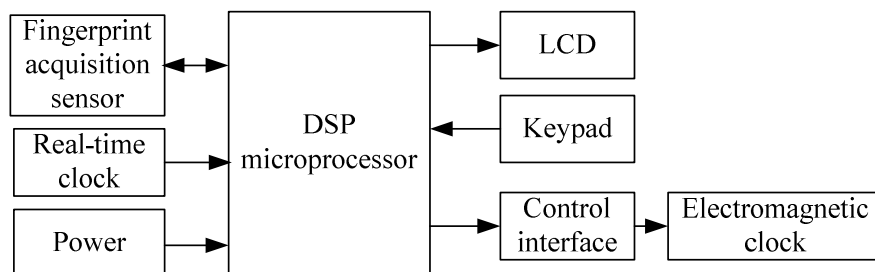 Fingerprint
acquisition
sensor
Real-time
clock
Power
DSP
microprocessor
LCD
Keypad
Control
interface
Electromagnetic
clock